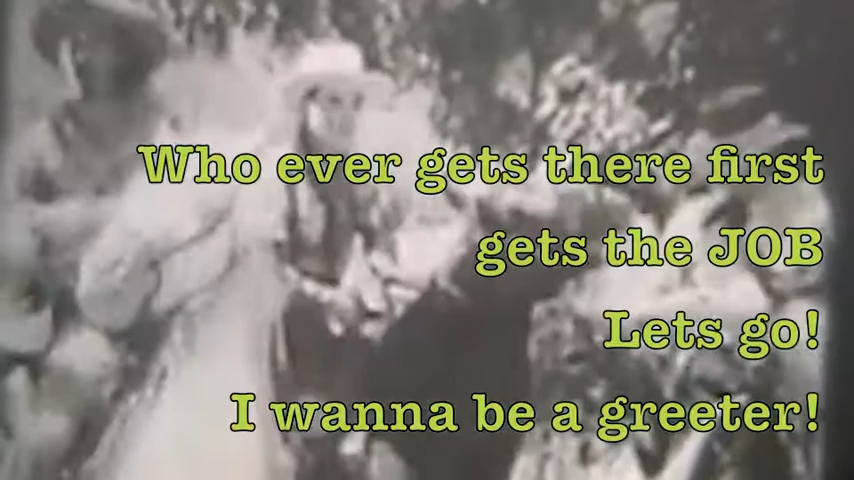 Who ever gets there first
gets the JOB
Lets go!
I wanna be a greeter!